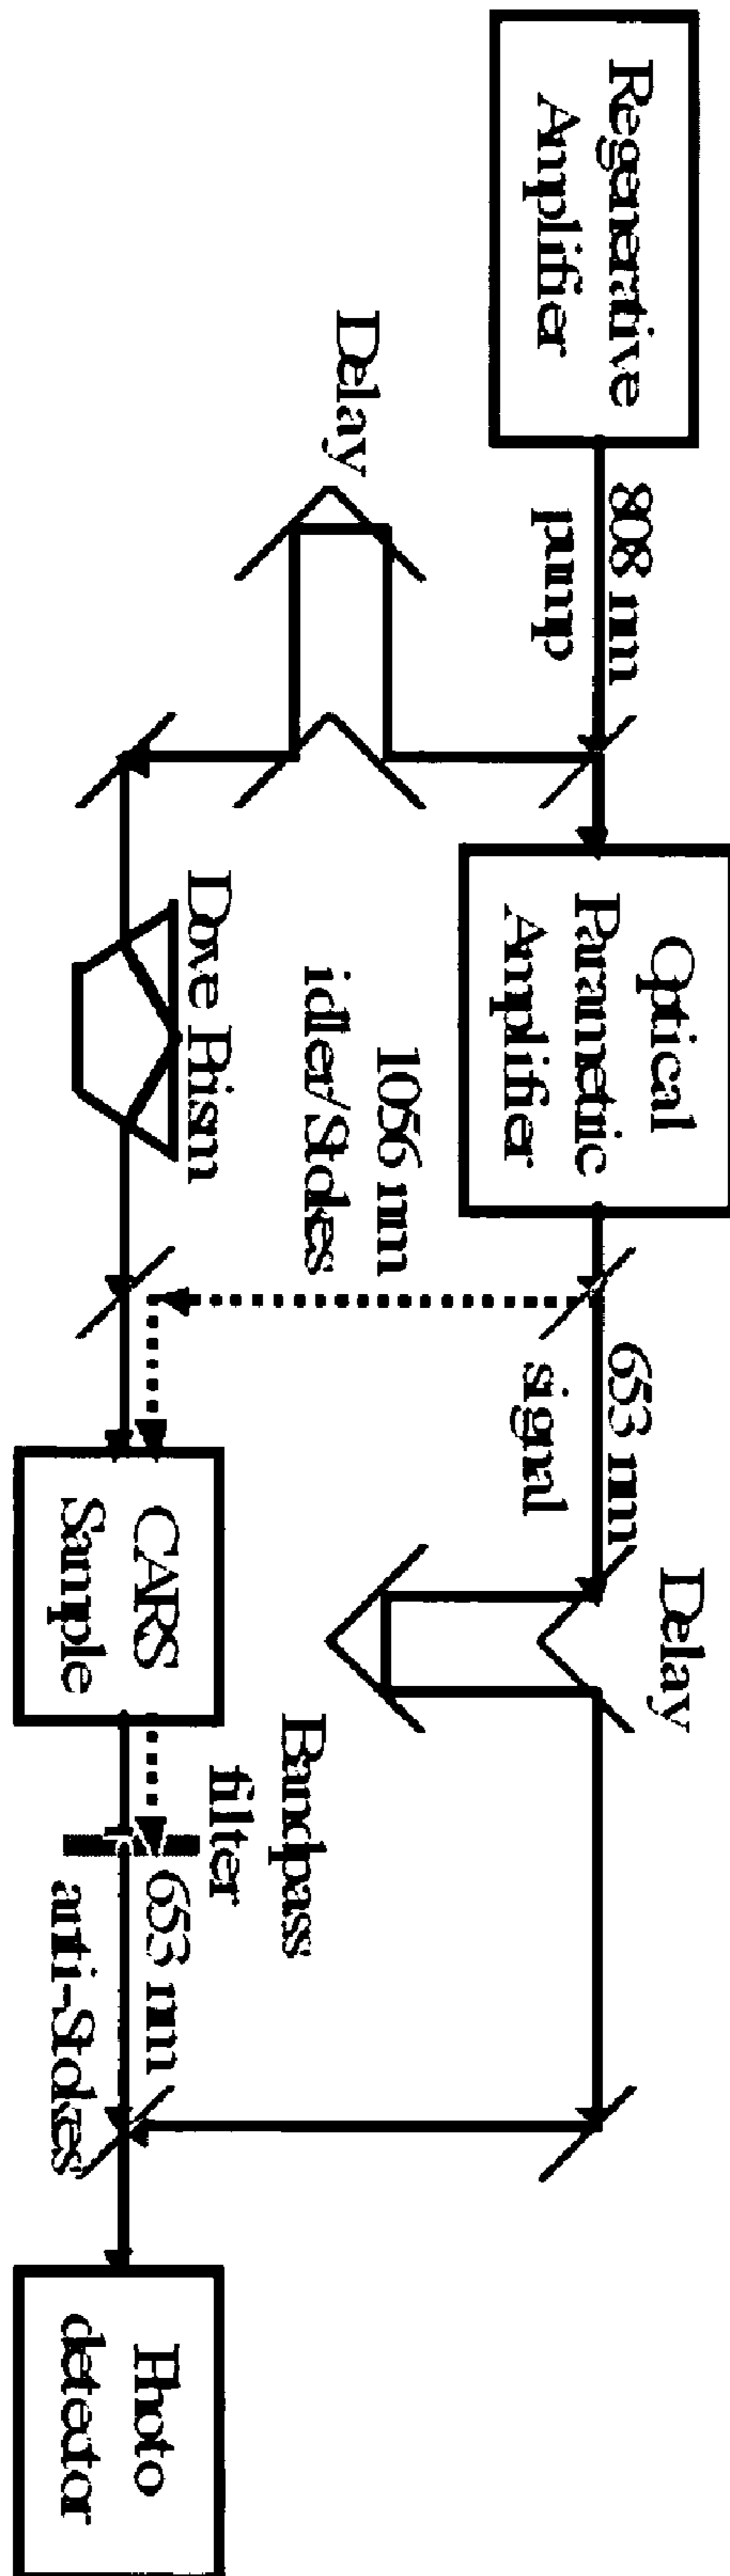 Regenerative
Amplifier
808 nm
pump
Optical
Parametric
Amplifier
653 nm
signal
Delay
Delay
1056 nm
idler/Stokes
Dove Prism
CARS
Sample
Bandpass
filter
653 nm
anti-Stokes
Photo
detector